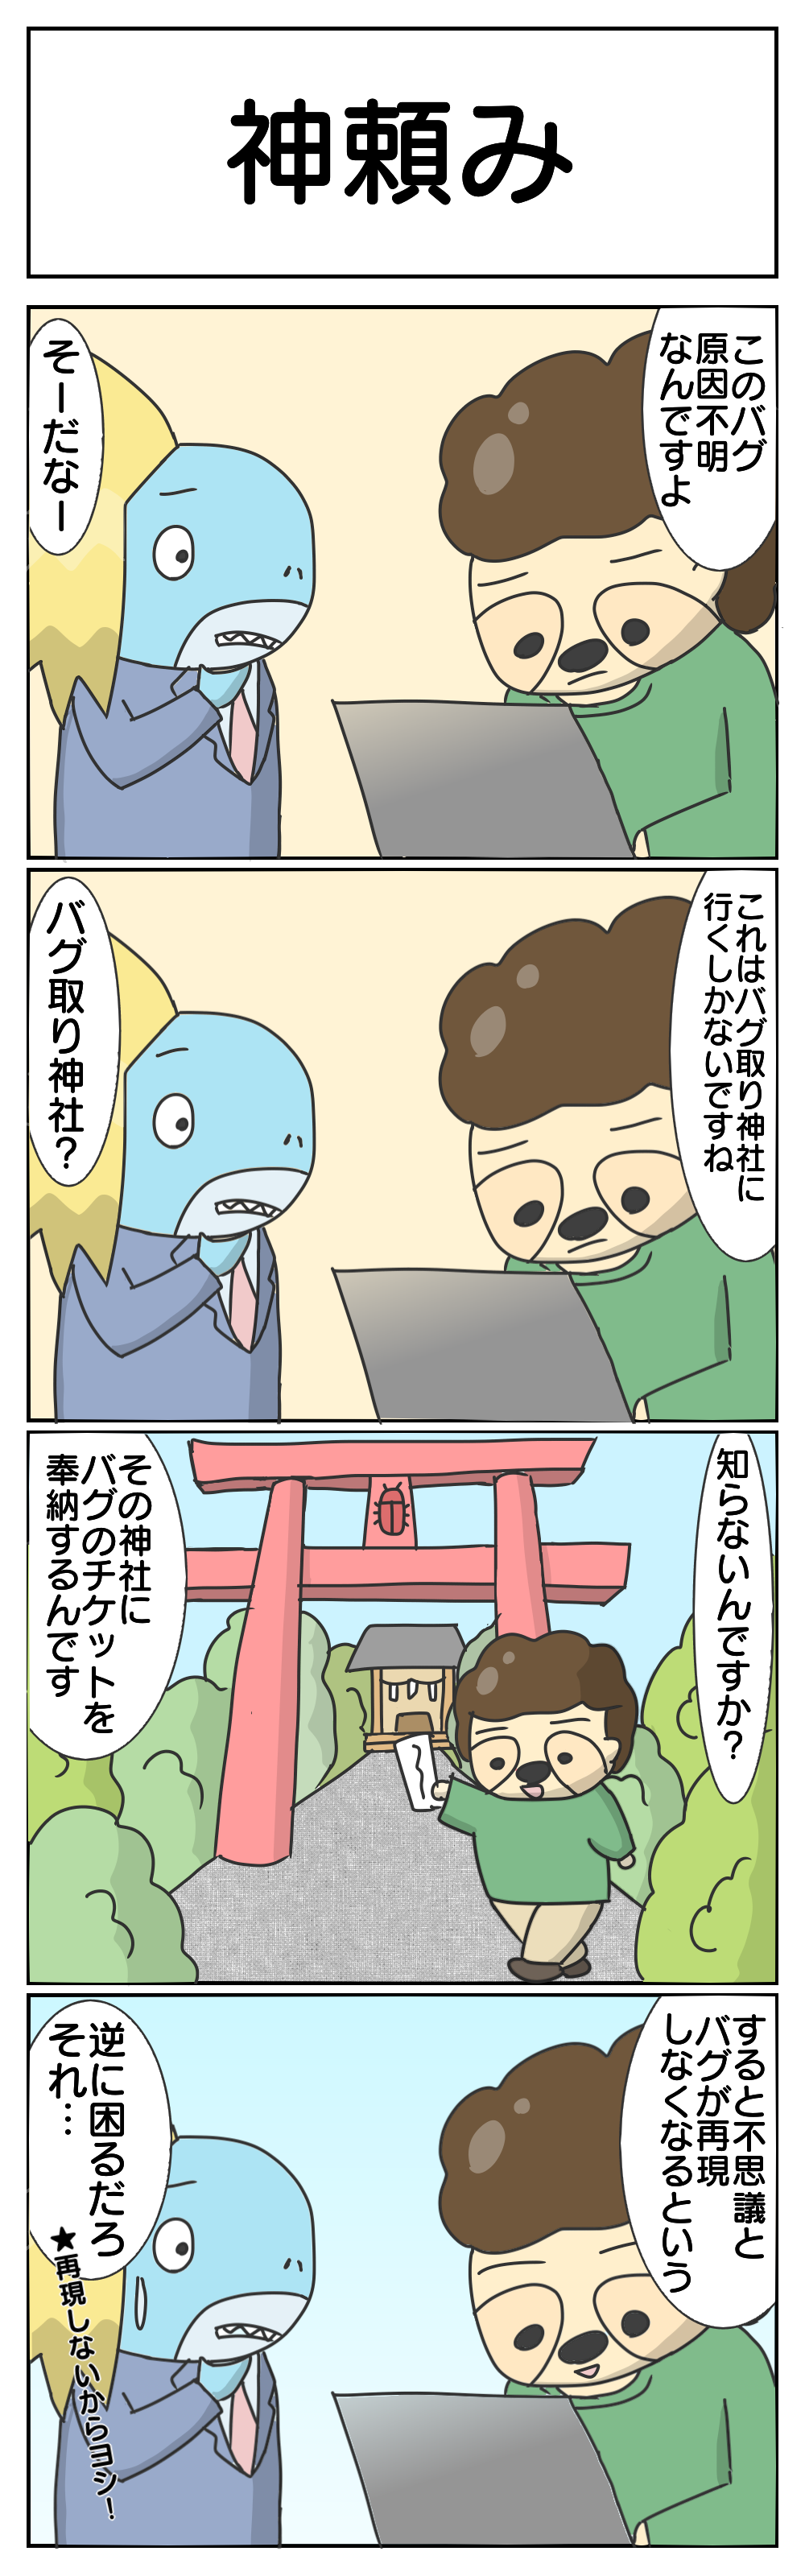 神頼み
このバグ
原因不明
なんですよ
そーだなー
これはバグ取り神社に
行くしかないですね
バグ取り神社？
知らないんですか？
その神社に
バグのチケットを
奉納するんです
すると不思議と
バグが再現
しなくなるという
逆に困るだろ
それ…
★再現しないからヨシ！